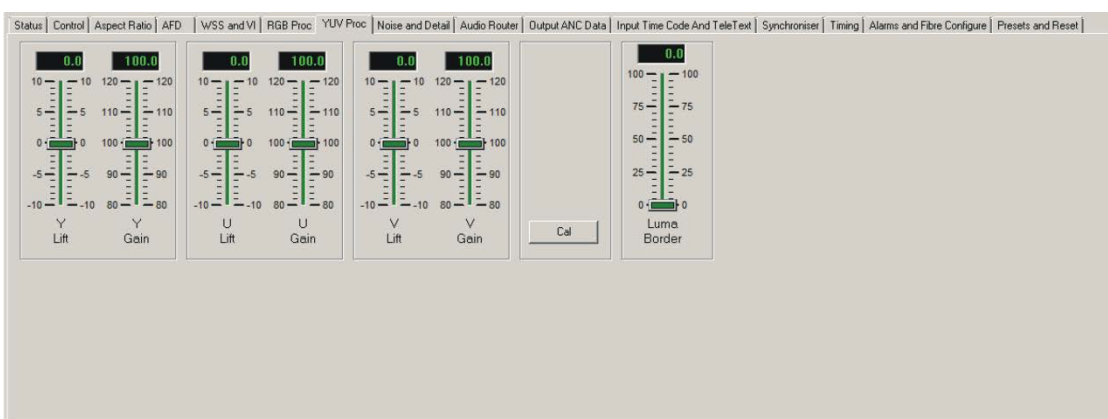 Status Control Aspect Ratio AFD WSS and VI RGB Proc YUV Proc Noise and Detail Audio Router Output ANC Data Input Time Code And TeleText Synchroniser Timing Alarms and Fibre Configure Presets and Reset
0.0 100.0 0.0 100.0 0.0 100.0 0.0
10 10 120 120 10 10 120 120 10 10 120 120 100 100
5 5 110 110 5 5 110 110 5 5 110 110 75 75
0 0 100 100 0 0 100 100 0 0 100 100 50 50
-5 -5 90 90 -5 -5 90 90 -5 -5 90 90 25 25
-10 -10 80 80 -10 -10 80 80 -10 -10 80 80 0 0
Y Y U U V V Cal Luma
Lift Gain Lift Gain Lift Gain Border